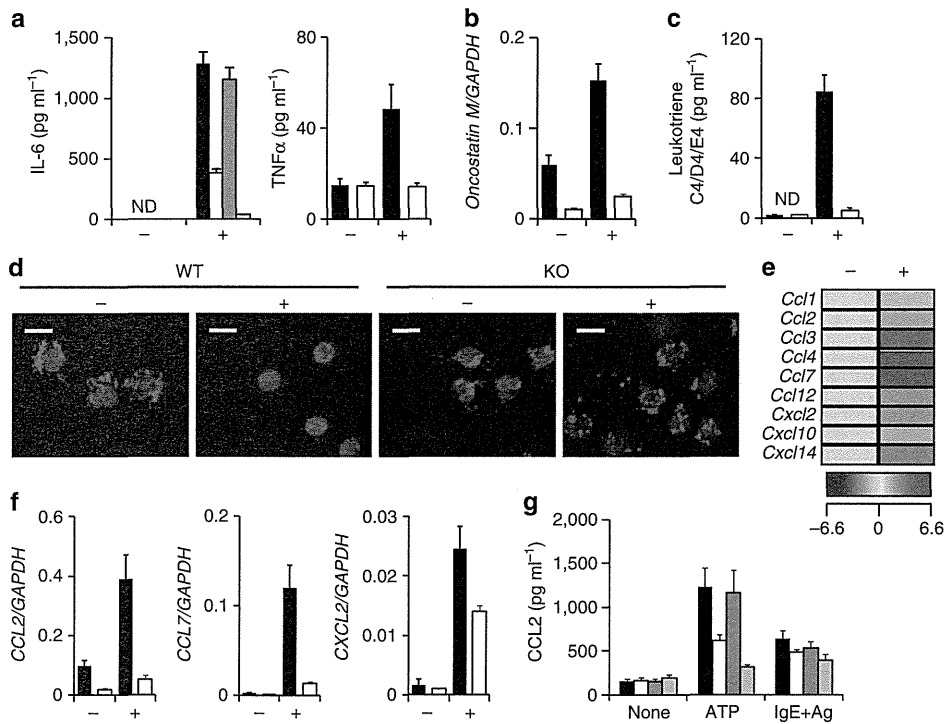 a
IL-6 (pg ml⁻¹)
1,500
1,000
500
0
ND
−
+
TNFα (pg ml⁻¹)
80
40
0
−
+
b
Oncostatin M/GAPDH
0.2
0.1
0
−
+
c
Leukotriene
C4/D4/E4 (pg ml⁻¹)
120
80
40
0
ND
−
+
d
WT
KO
−
+
−
+
e
−
+
Ccl1
Ccl2
Ccl3
Ccl4
Ccl7
Ccl12
Cxcl2
Cxcl10
Cxcl14
−6.6
0
6.6
f
CCL2/GAPDH
0.6
0.4
0.2
0
−
+
CCL7/GAPDH
0.2
0.1
0
−
+
CXCL2/GAPDH
0.03
0.02
0.01
0
−
+
g
CCL2 (pg ml⁻¹)
2,000
1,500
1,000
500
0
None
ATP
IgE+Ag